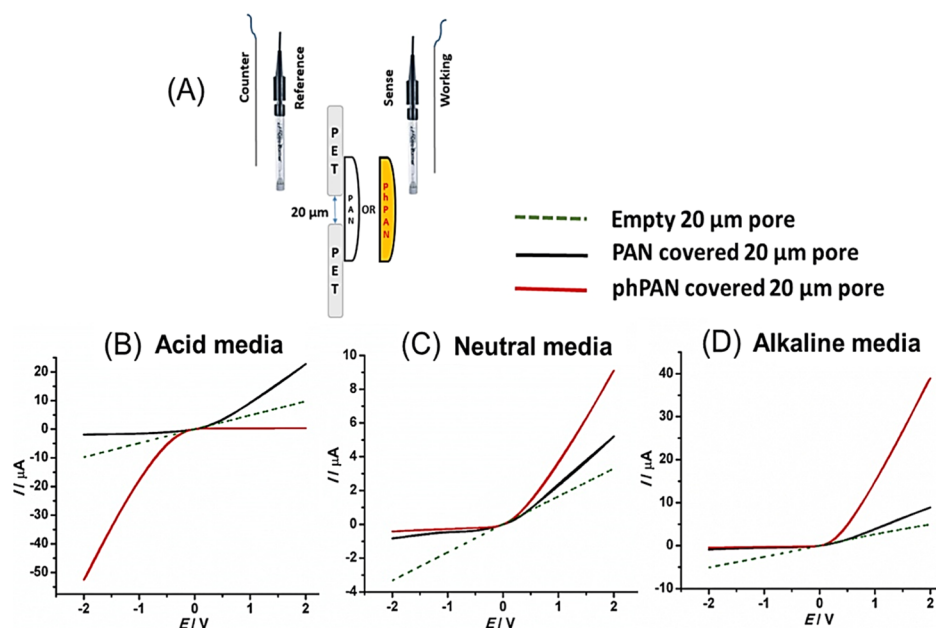 (A)
Counter
Reference
Sense
Working
PET
PAN
OR
PhPAN
20 μm
PET
Empty 20 μm pore
PAN covered 20 μm pore
phPAN covered 20 μm pore
(B) Acid media
20
10
0
-10
-20
-30
-40
-50
I / μA
-2 -1 0 1 2
E / V
(C) Neutral media
10
8
6
4
2
0
-2
-4
I / μA
-2 -1 0 1 2
E / V
(D) Alkaline media
40
30
20
10
0
-10
I / μA
-2 -1 0 1 2
E / V